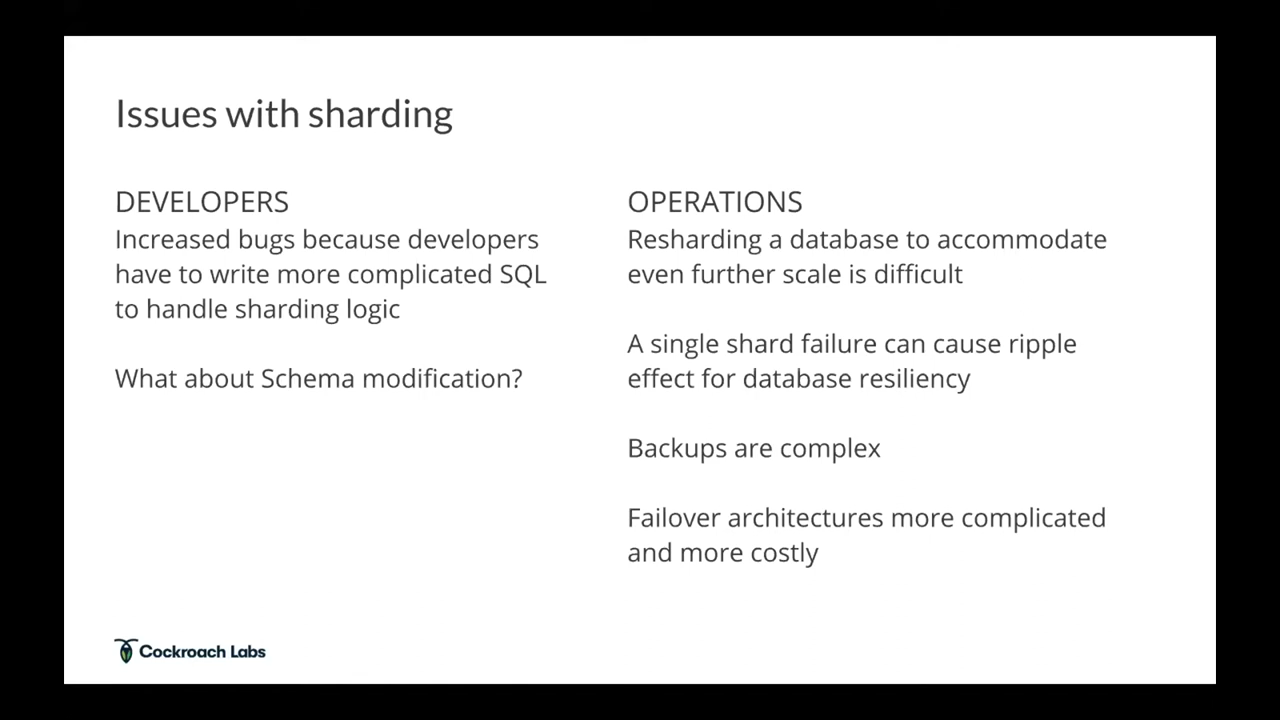 Issues with sharding
DEVELOPERS
Increased bugs because developers
have to write more complicated SQL
to handle sharding logic
What about Schema modification?
OPERATIONS
Resharding a database to accommodate
even further scale is difficult
A single shard failure can cause ripple
effect for database resiliency
Backups are complex
Failover architectures more complicated
and more costly
Cockroach Labs